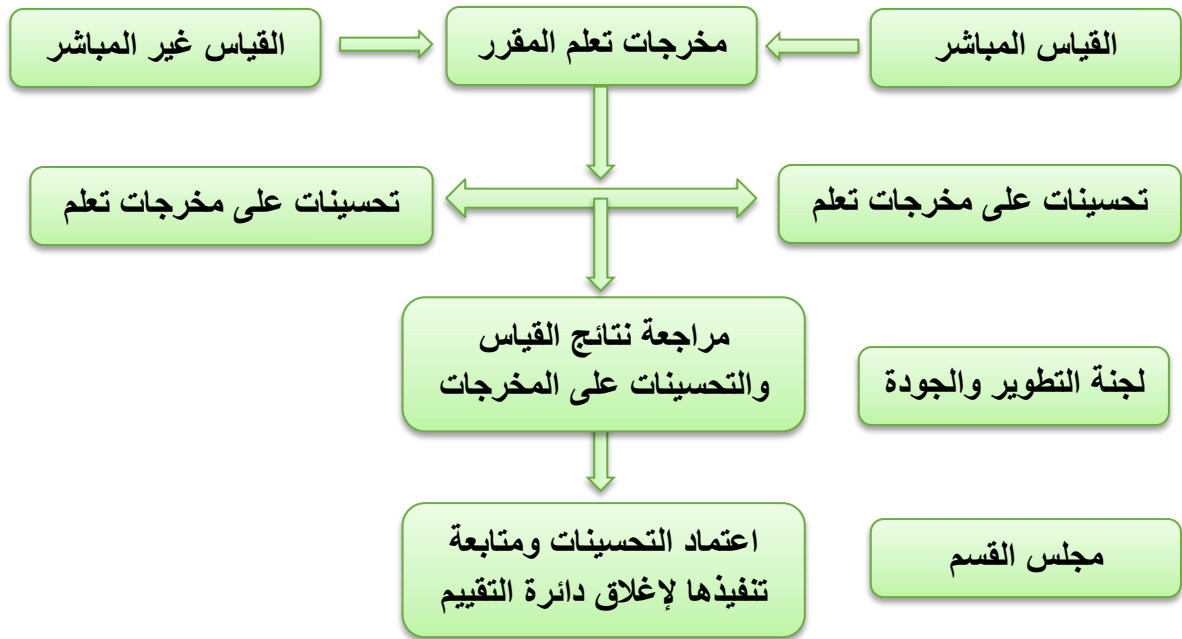 القياس المباشر
مخرجات تعلم المقرر
القياس غير المباشر
تحسينات على مخرجات تعلم
تحسينات على مخرجات تعلم
مراجعة نتائج القياس
والتحسينات على المخرجات
لجنة التطوير والجودة
اعتماد التحسينات ومتابعة
تنفيذها لإغلاق دائرة التقييم
مجلس القسم